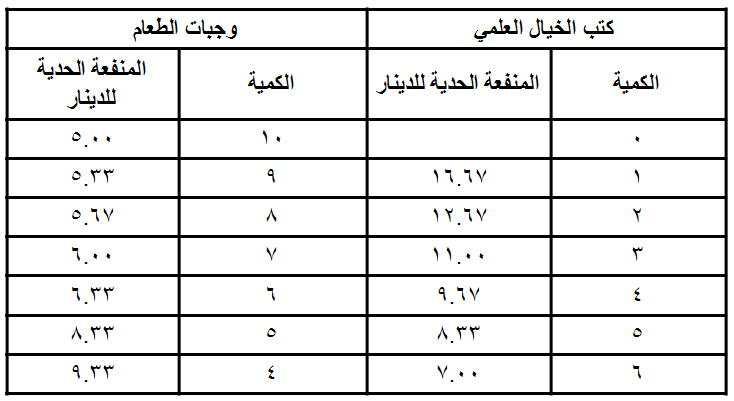 كتب الخيال العلمي	وجبات الطعام
الكمية	المنفعة الحدية للدينار	الكمية	المنفعة الحدية للدينار
٠		١٠	٥.٠٠
١	١٦.٦٧	٩	٥.٣٣
٢	١٢.٦٧	٨	٥.٦٧
٣	١١.٠٠	٧	٦.٠٠
٤	٩.٦٧	٦	٦.٣٣
٥	٨.٣٣	٥	٨.٣٣
٦	٧.٠٠	٤	٩.٣٣